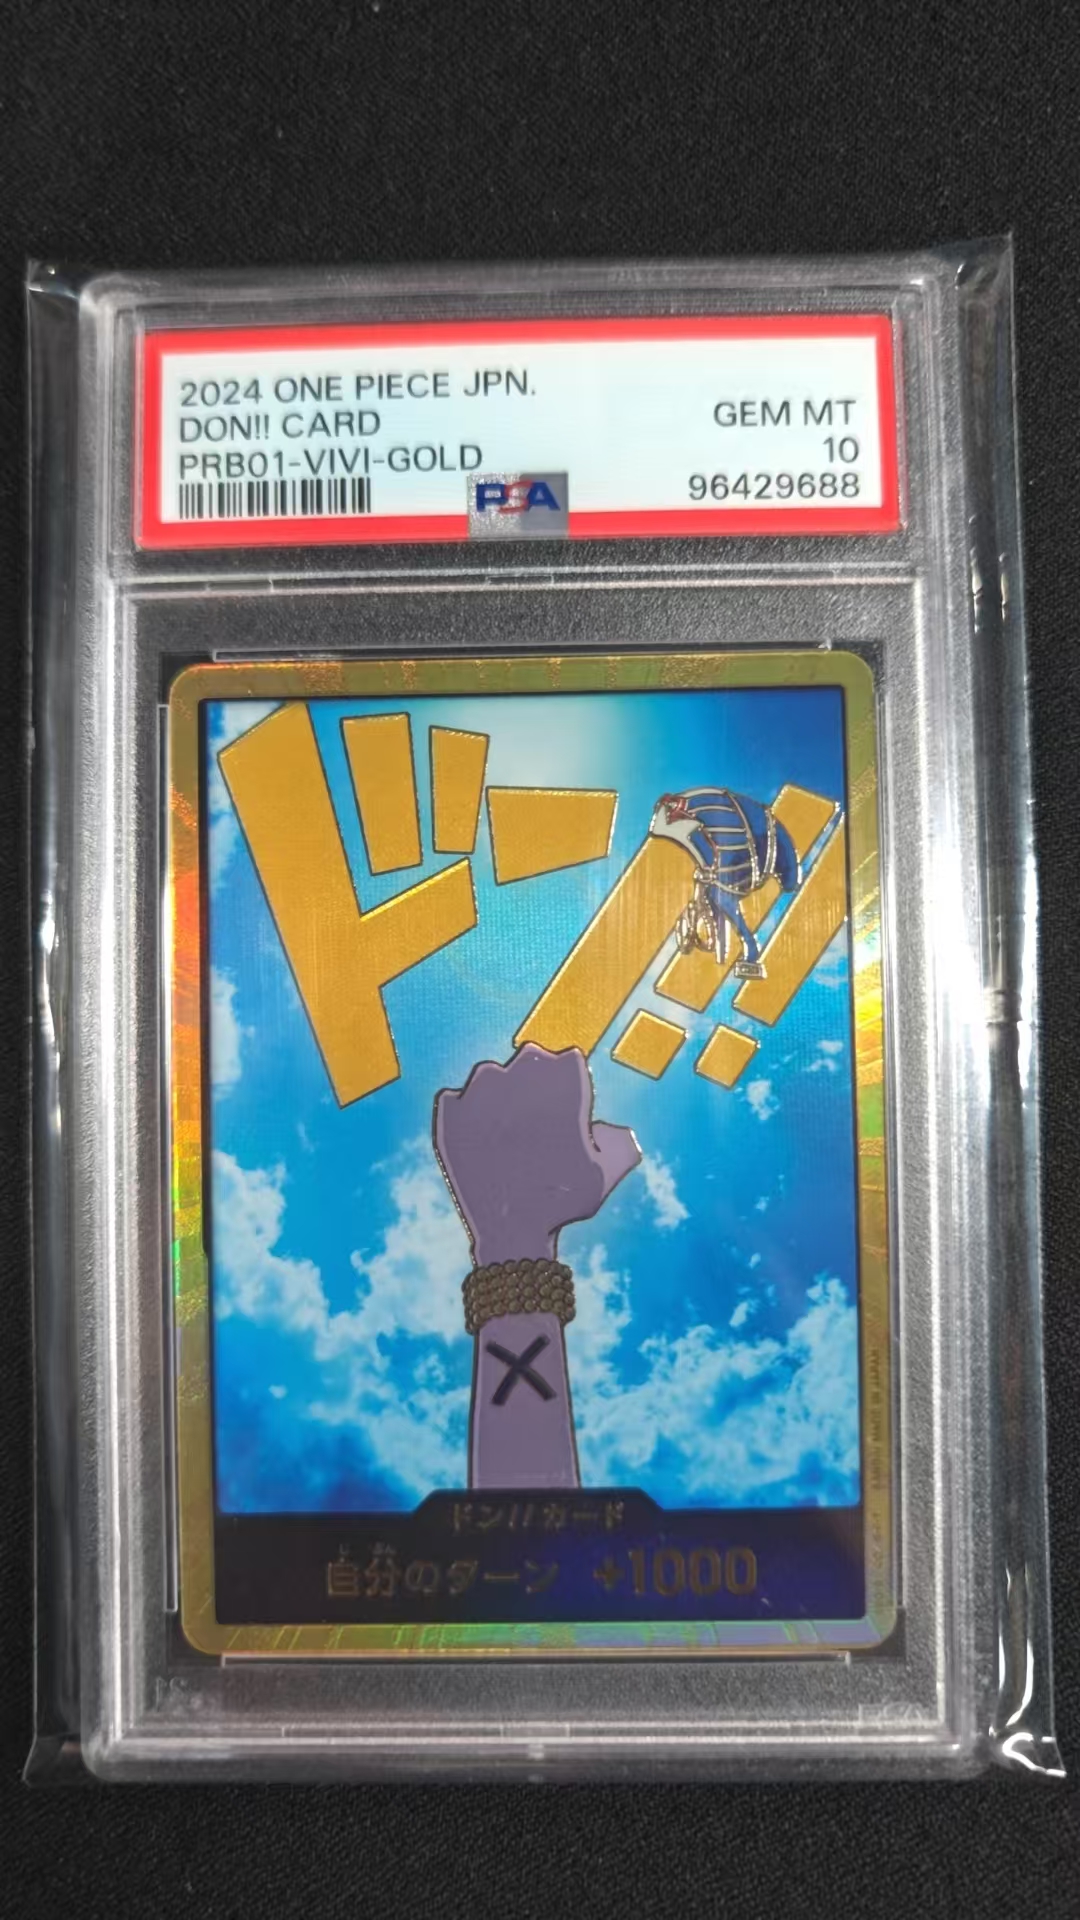 2024 ONE PIECE JPN.
DON!! CARD
PRB01-VIVI-GOLD
GEM MT
10
96429688
PSA
ドン!!
ドン!!カード
自分のターン +1000